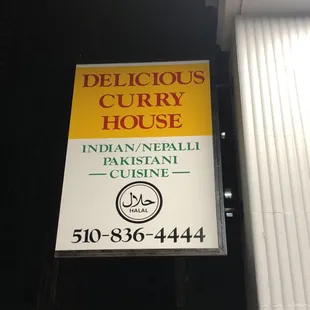 DELICIOUS
CURRY
HOUSE
INDIAN/NEPALLI
PAKISTANI
—CUISINE—
حلال
HALAL
510-836-4444